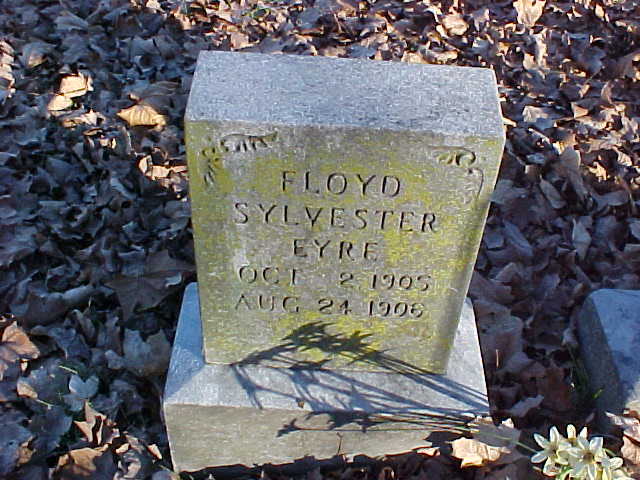 FLOYD
SYLVESTER
EYRE
OCT 2 1905
AUG 24 1906